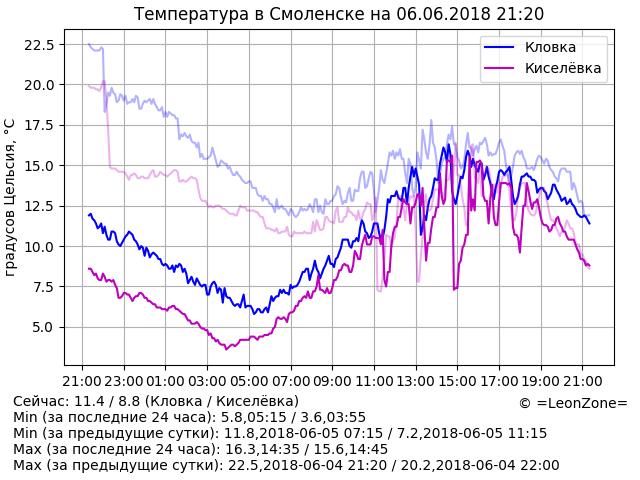 Температура в Смоленске на 06.06.2018 21:20
Кловка
Киселёвка
градусов Цельсия, °C
22.5
20.0
17.5
15.0
12.5
10.0
7.5
5.0
21:00 23:00 01:00 03:00 05:00 07:00 09:00 11:00 13:00 15:00 17:00 19:00 21:00
Сейчас: 11.4 / 8.8 (Кловка / Киселёвка)
© =LeonZone=
Min (за последние 24 часа): 5.8,05:15 / 3.6,03:55
Min (за предыдущие сутки): 11.8,2018-06-05 07:15 / 7.2,2018-06-05 11:15
Max (за последние 24 часа): 16.3,14:35 / 15.6,14:45
Max (за предыдущие сутки): 22.5,2018-06-04 21:20 / 20.2,2018-06-04 22:00